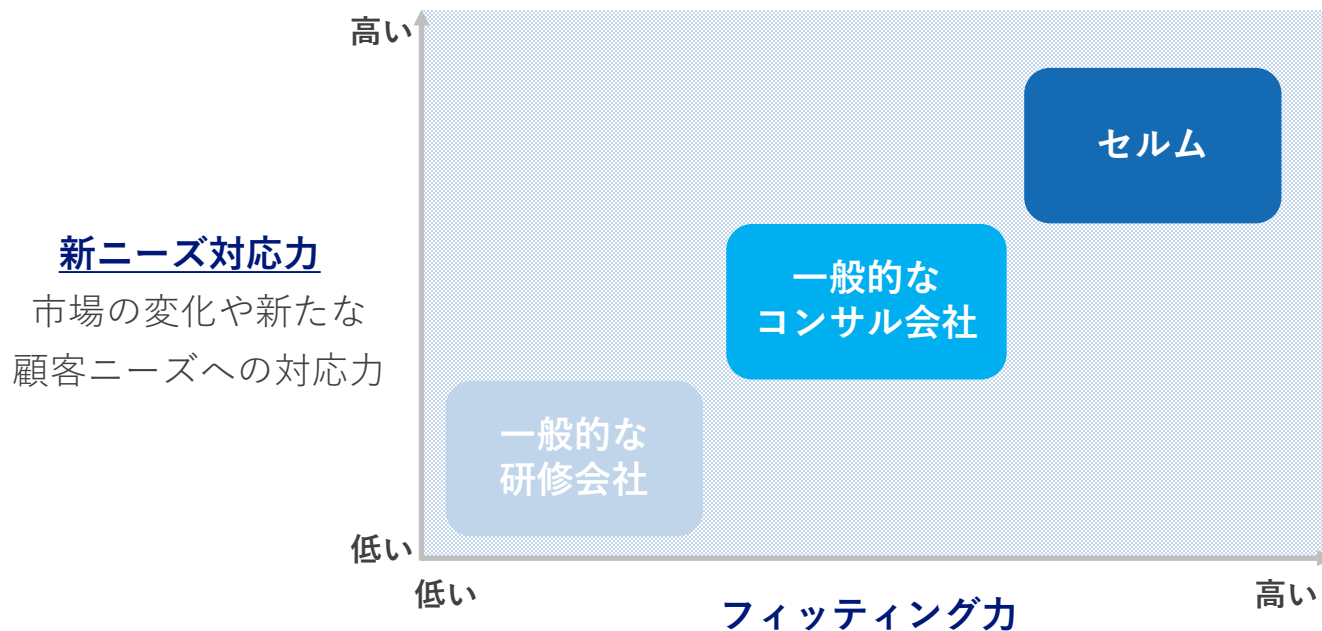 高い
セルム
新ニーズ対応力
市場の変化や新たな
顧客ニーズへの対応力
一般的な
コンサル会社
一般的な
研修会社
低い
低い
フィッティング力
高い